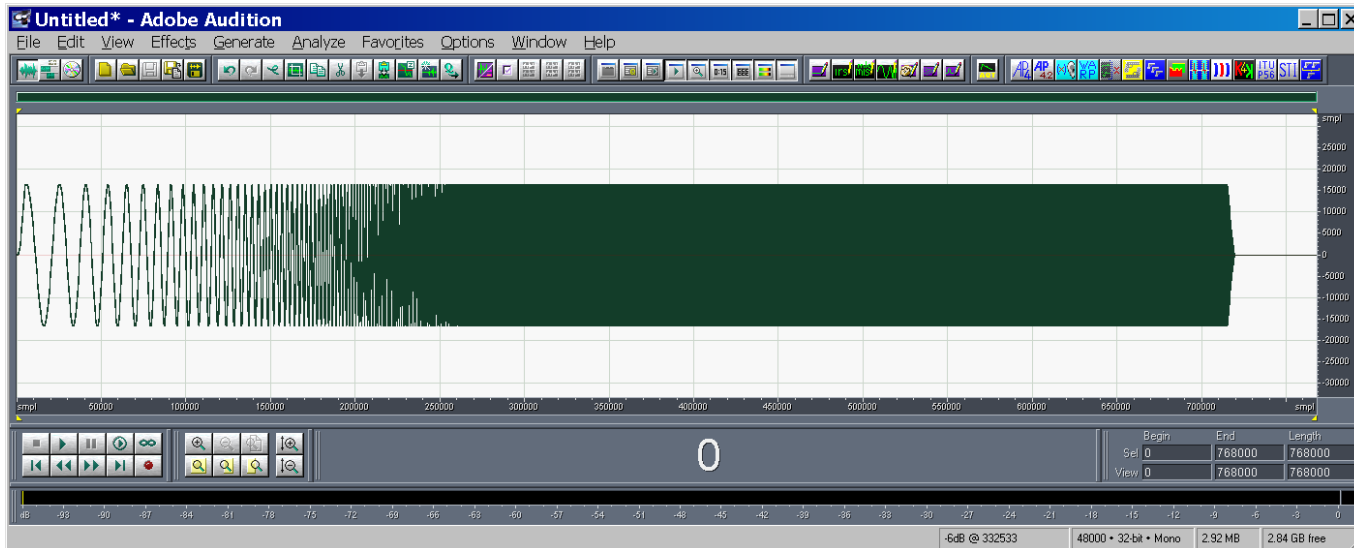 Untitled* - Adobe Audition
File Edit View Effects Generate Analyze Favorites Options Window Help
smpl
25000
20000
15000
10000
5000
0
-5000
-10000
-15000
-20000
-25000
-30000
smpl 50000 100000 150000 200000 250000 300000 350000 400000 450000 500000 550000 600000 650000 700000 smpl
0
Begin End Length
Sel 0 768000 768000
View 0 768000 768000
dB -93 -90 -87 -84 -81 -78 -75 -72 -69 -66 -63 -60 -57 -54 -51 -48 -45 -42 -39 -36 -33 -30 -27 -24 -21 -18 -15 -12 -9 -6 -3 0
-6dB @ 332533 48000 • 32-bit • Mono 2.92 MB 2.84 GB free